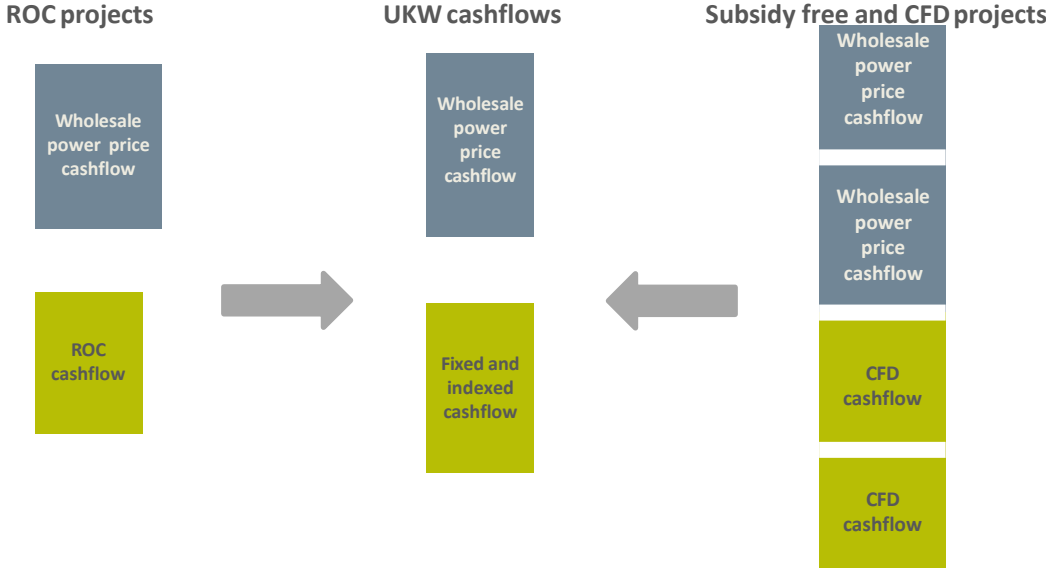 ROC projects
UKW cashflows
Subsidy free and CFD projects
Wholesale
power price
cashflow
ROC
cashflow
Wholesale
power
price
cashflow
Fixed and
indexed
cashflow
Wholesale
power
price
cashflow
Wholesale
power
price
cashflow
CFD
cashflow
CFD
cashflow